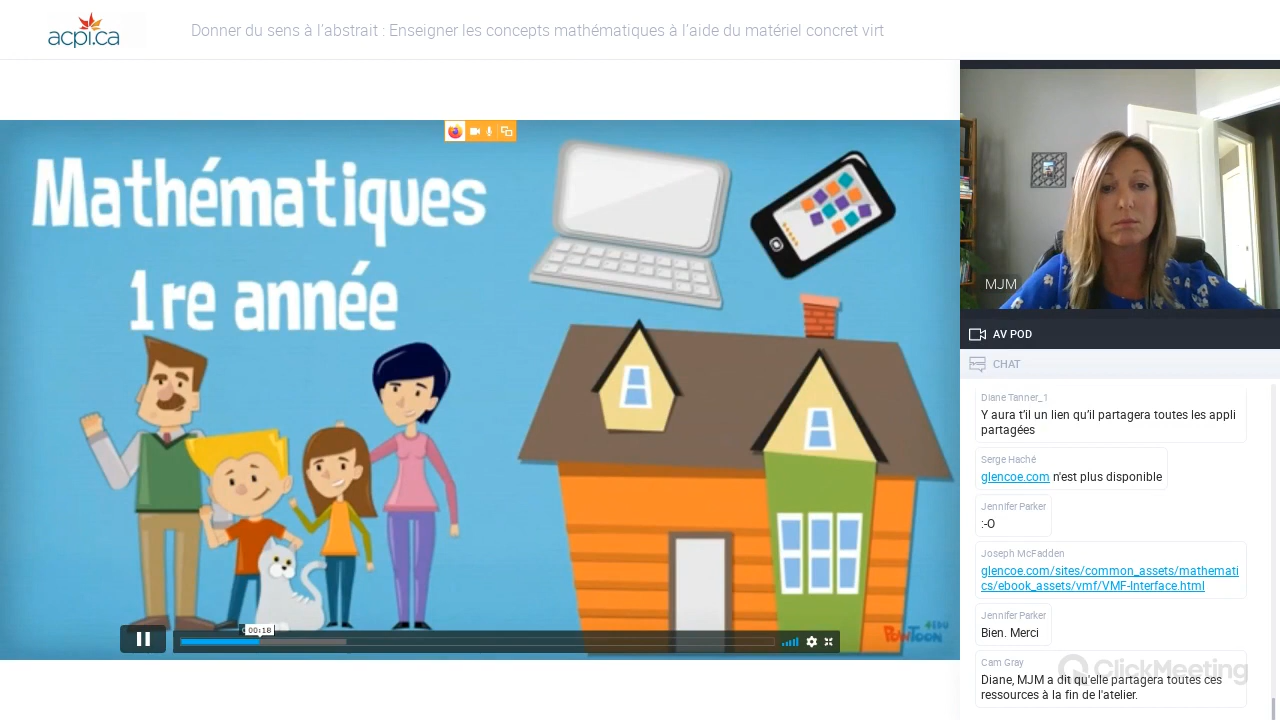 acpi.ca
Donner du sens à l'abstrait : Enseigner les concepts mathématiques à l'aide du matériel concret virt
Mathématiques
1re année
00:18
4EDU
POWTOON
MJM
AV POD
CHAT
Diane Tanner_1
Y aura t'il un lien qu'il partagera toutes les appli
partagées
Serge Haché
glencoe.com n'est plus disponible
Jennifer Parker
:-O
Joseph McFadden
glencoe.com/sites/common_assets/mathemati
cs/ebook_assets/vmf/VMF-Interface.html
Jennifer Parker
Bien. Merci
Cam Gray
Diane, MJM a dit qu'elle partagera toutes ces
ressources à la fin de l'atelier.
ClickMeeting